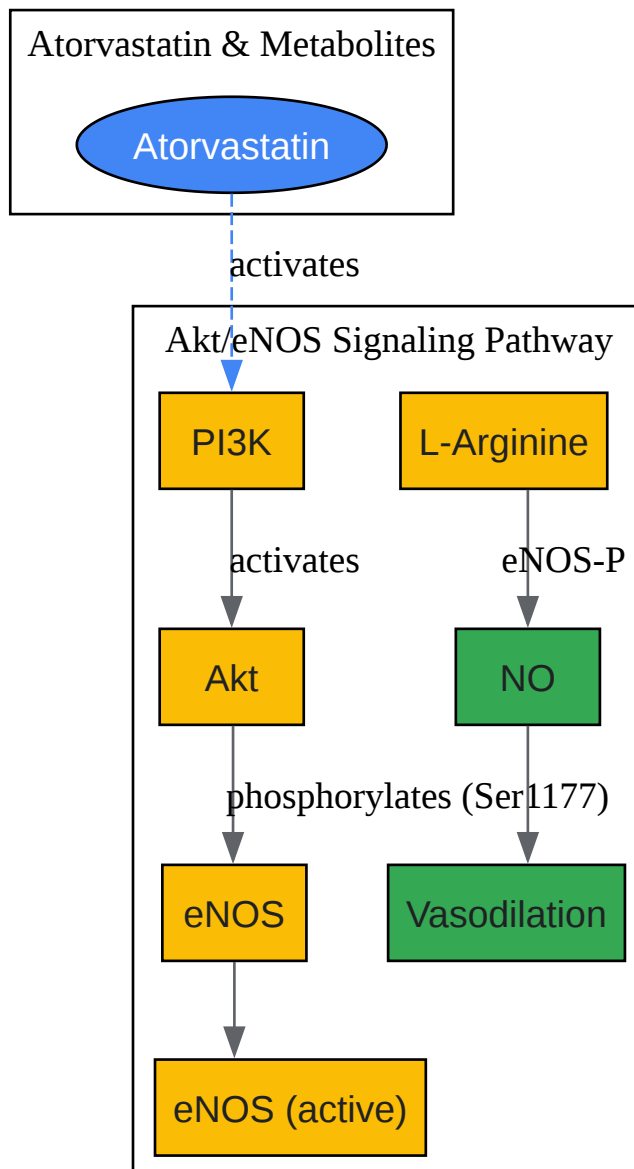 Atorvastatin & Metabolites
Atorvastatin
activates
Akt/eNOS Signaling Pathway
PI3K
L-Arginine
activates
eNOS-P
Akt
NO
phosphorylates (Ser1177)
eNOS
Vasodilation
eNOS (active)